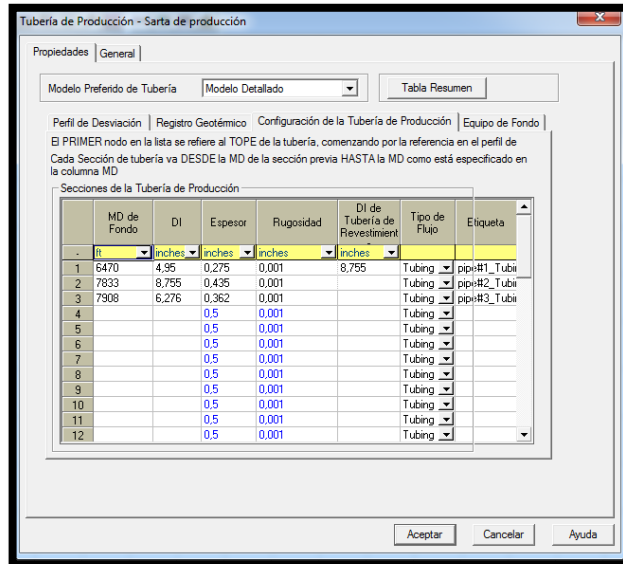 Tubería de Producción - Sarta de producción
Propiedades General
Modelo Preferido de Tubería Modelo Detallado Tabla Resumen
Perfil de Desviación Registro Geotérmico Configuración de la Tubería de Producción Equipo de Fondo
El PRIMER nodo en la lista se refiere al TOPE de la tubería, comenzando por la referencia en el perfil de
Cada Sección de tubería va DESDE la MD de la sección previa HASTA la MD como está especificado en
la columna MD
Secciones de la Tubería de Producción
MD de Fondo DI Espesor Rugosidad DI de Tubería de Revestimient Tipo de Flujo Etiqueta
. ft inches inches inches inches
1 6470 4,95 0,275 0,001 8,755 Tubing pipe#1_Tubi
2 7833 8,755 0,435 0,001 Tubing pipe#2_Tubi
3 7908 6,276 0,362 0,001 Tubing pipe#3_Tubi
4 0,5 0,001 Tubing
5 0,5 0,001 Tubing
6 0,5 0,001 Tubing
7 0,5 0,001 Tubing
8 0,5 0,001 Tubing
9 0,5 0,001 Tubing
10 0,5 0,001 Tubing
11 0,5 0,001 Tubing
12 0,5 0,001 Tubing
Aceptar Cancelar Ayuda